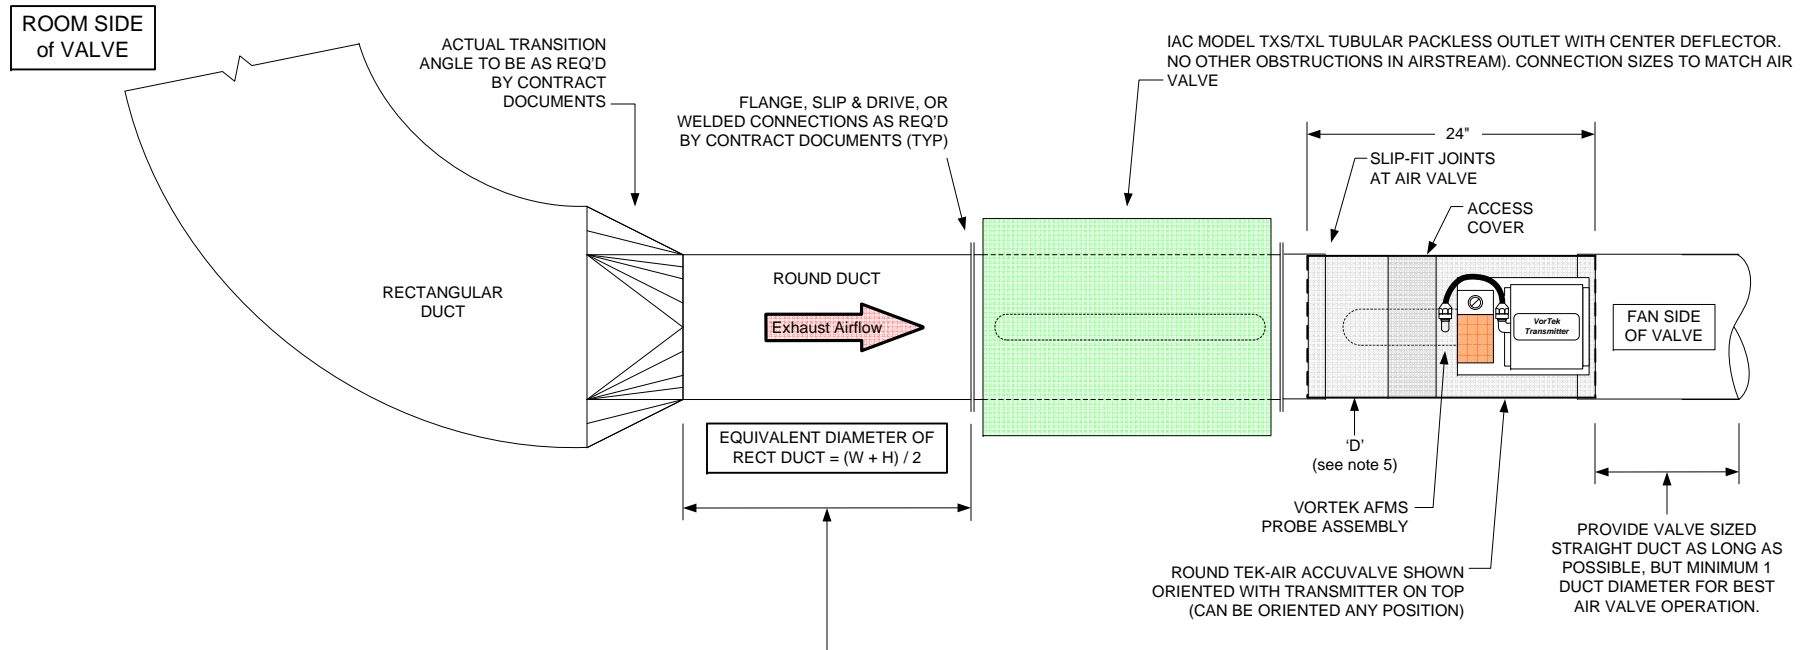 ROOM SIDE
of VALVE
ACTUAL TRANSITION
ANGLE TO BE AS REQ'D
BY CONTRACT
DOCUMENTS
FLANGE, SLIP & DRIVE, OR
WELDED CONNECTIONS AS REQ'D
BY CONTRACT DOCUMENTS (TYP)
IAC MODEL TXS/TXL TUBULAR PACKLESS OUTLET WITH CENTER DEFLECTOR.
NO OTHER OBSTRUCTIONS IN AIRSTREAM). CONNECTION SIZES TO MATCH AIR
VALVE
24"
SLIP-FIT JOINTS
AT AIR VALVE
ACCESS
COVER
RECTANGULAR
DUCT
ROUND DUCT
Exhaust Airflow
VorTek
Transmitter
FAN SIDE
OF VALVE
EQUIVALENT DIAMETER OF
RECT DUCT = (W + H) / 2
'D'
(see note 5)
VORTEK AFMS
PROBE ASSEMBLY
ROUND TEK-AIR ACCUVALVE SHOWN
ORIENTED WITH TRANSMITTER ON TOP
(CAN BE ORIENTED ANY POSITION)
PROVIDE VALVE SIZED
STRAIGHT DUCT AS LONG AS
POSSIBLE, BUT MINIMUM 1
DUCT DIAMETER FOR BEST
AIR VALVE OPERATION.